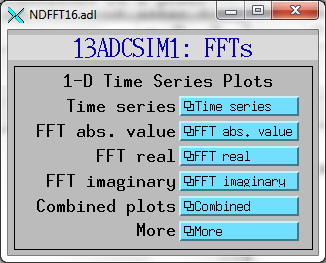 NDFFT16.adl
13ADCSIM1: FFTs
1-D Time Series Plots
Time series Time series
FFT abs. value FFT abs. value
FFT real FFT real
FFT imaginary FFT imaginary
Combined plots Combined
More More